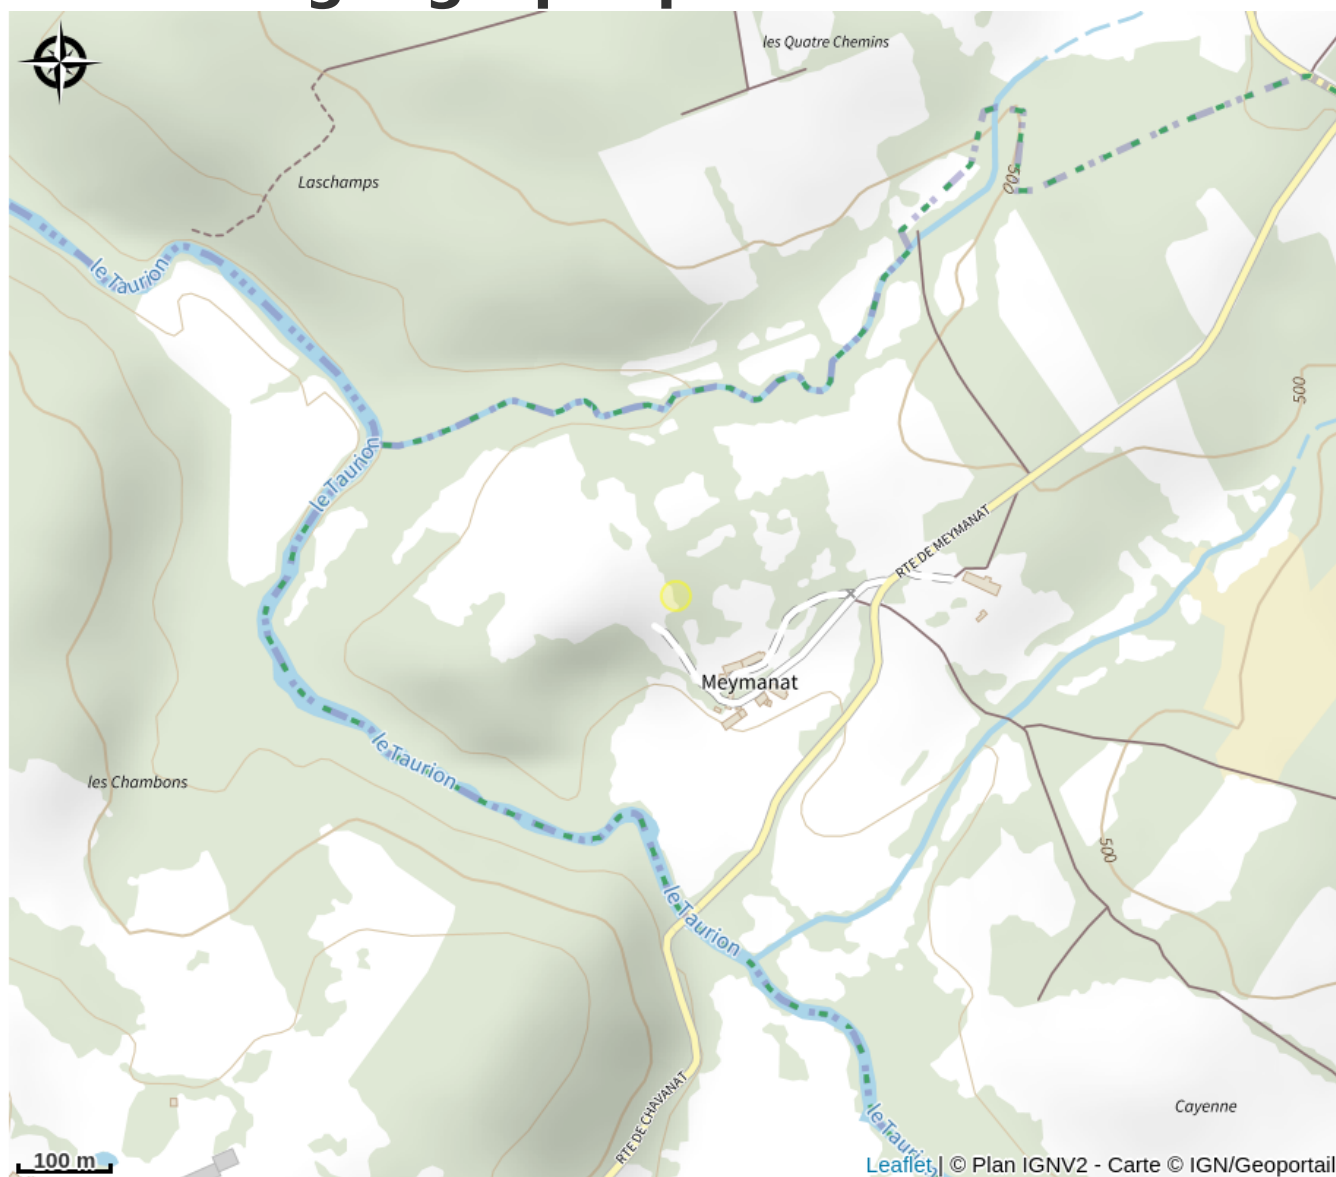 les Quatre Chemins
Laschamps
500
le Taurion
500
le Taurion
RTE DE MEYMANAT
Meymanat
le Taurion
les Chambons
500
le Taurion
RTE DE CHAVANAT
Cayenne
le Taurion
100 m
Leaflet | © Plan IGNV2 - Carte © IGN/Geoportail